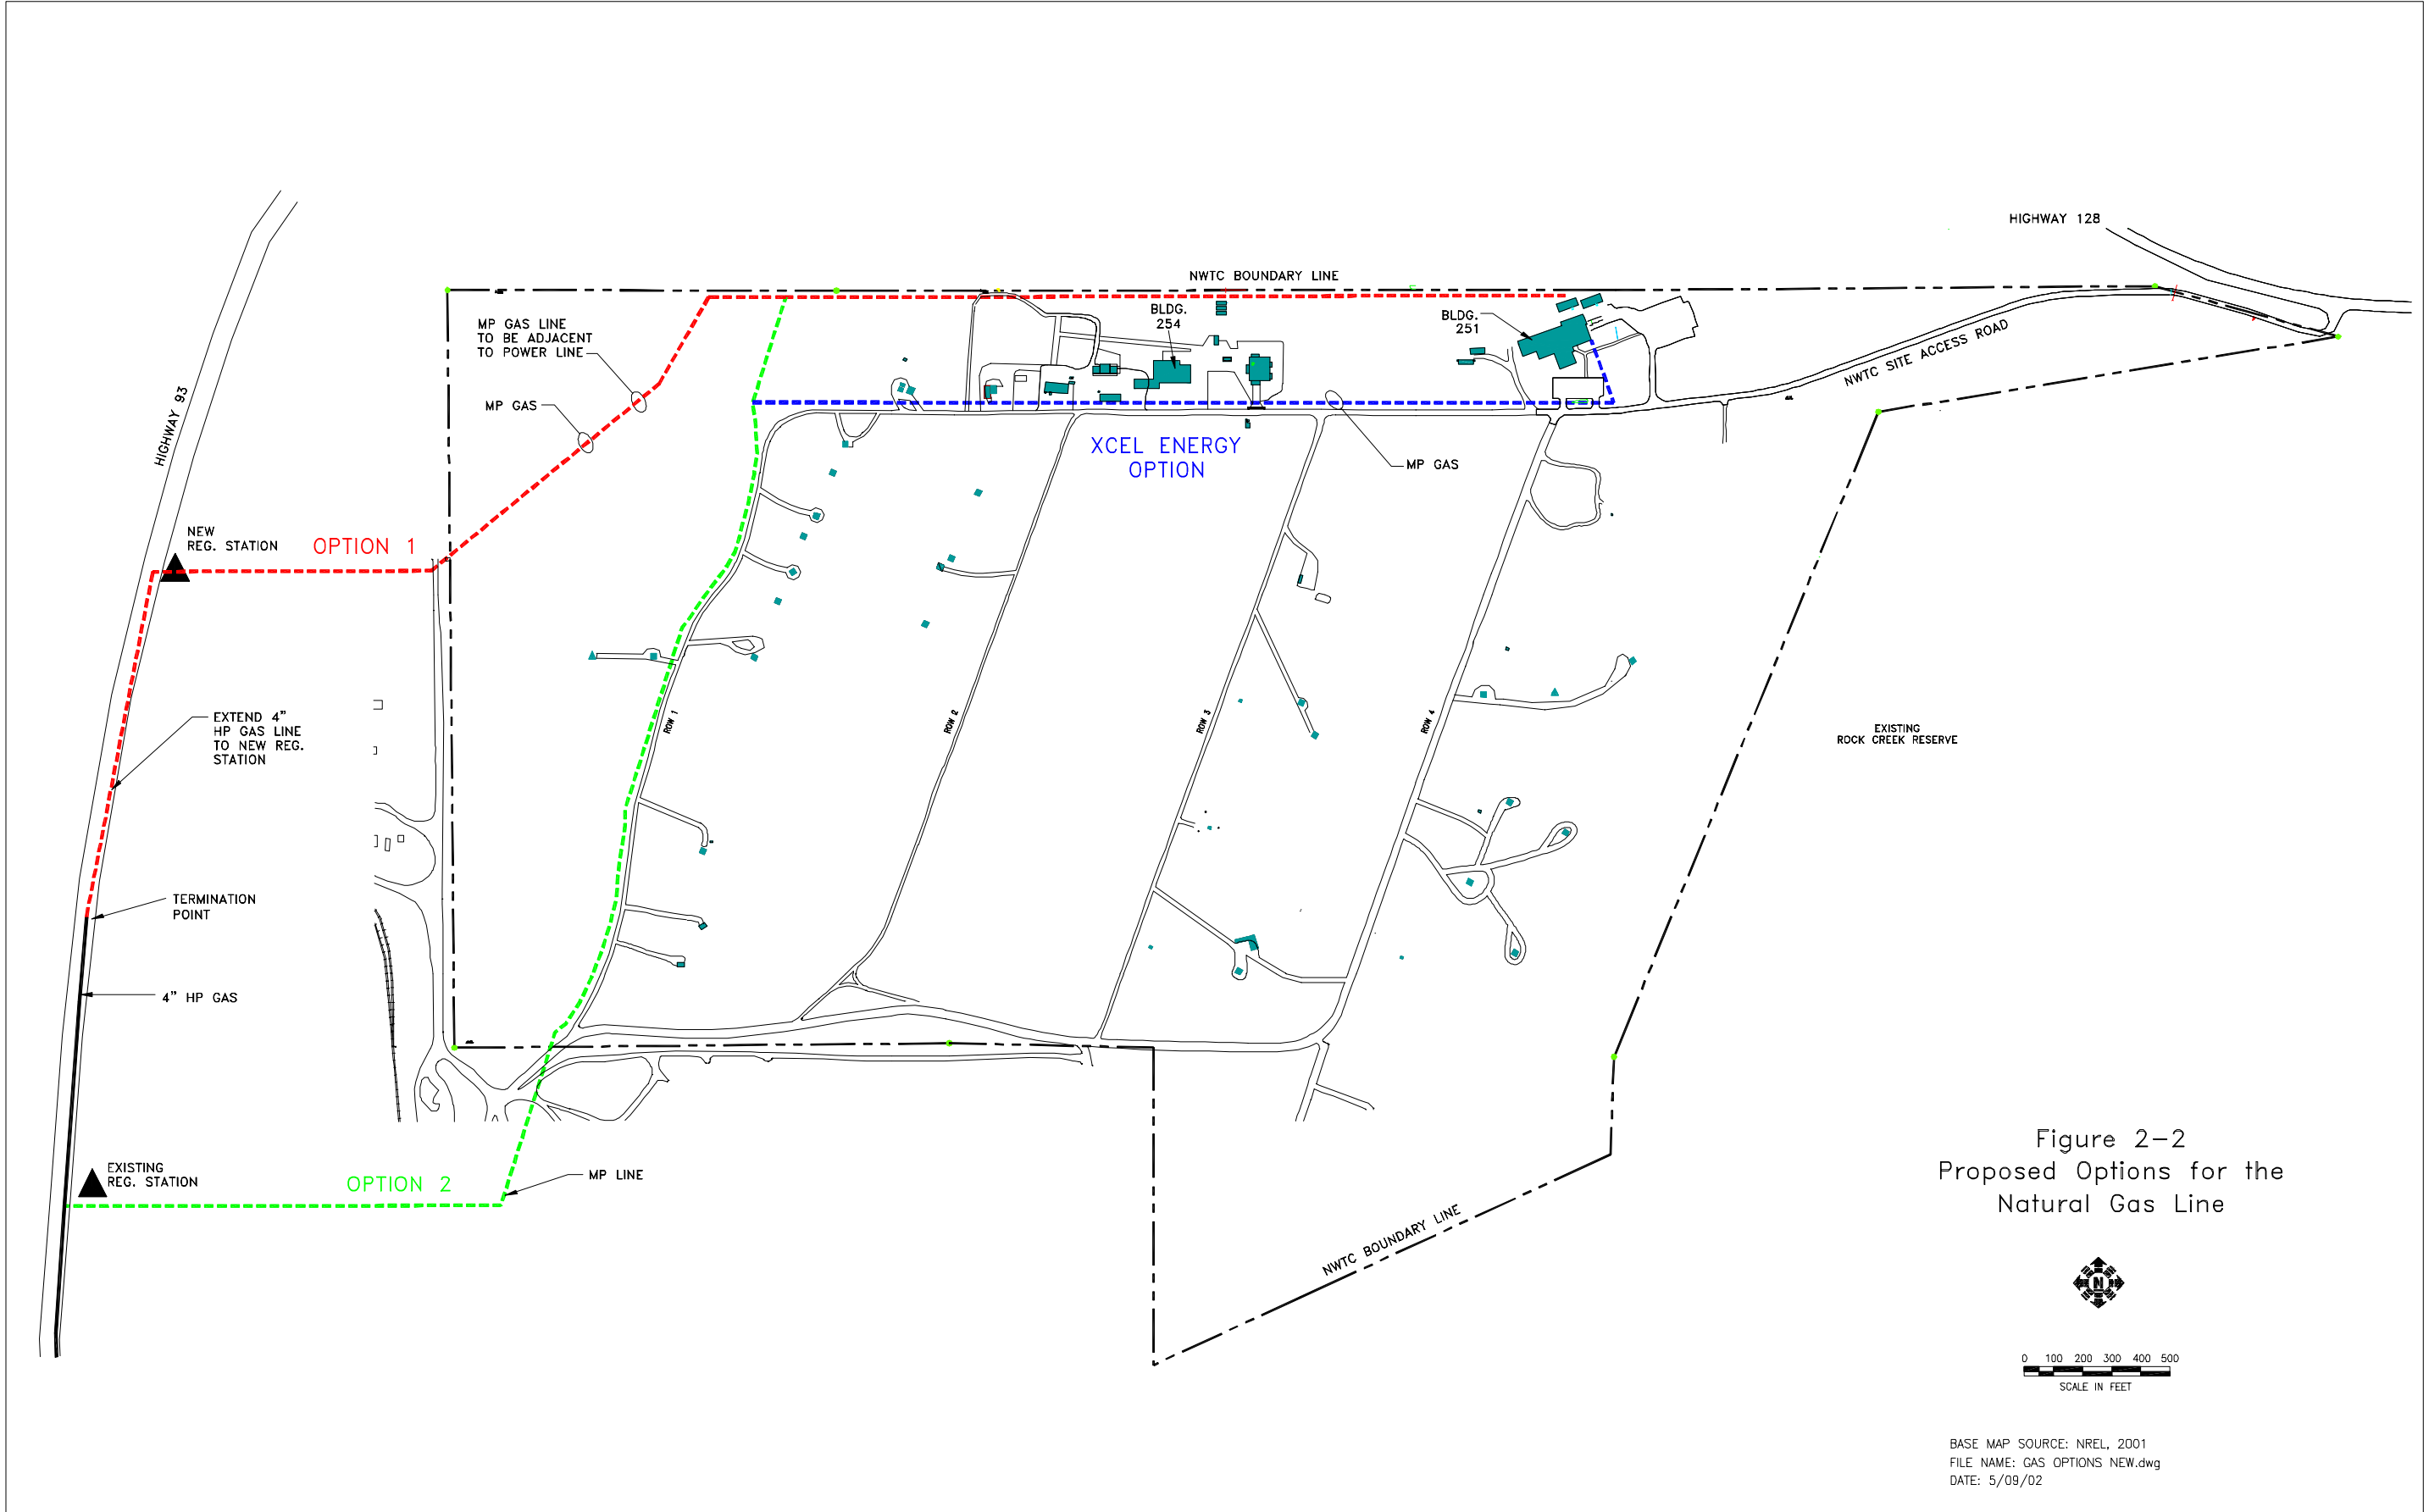 HIGHWAY 128
NWTC BOUNDARY LINE
MP GAS LINE
TO BE ADJACENT
TO POWER LINE
BLDG.
254
BLDG.
251
NWTC SITE ACCESS ROAD
HIGHWAY 93
MP GAS
XCEL ENERGY
OPTION
MP GAS
NEW
REG. STATION
OPTION 1
EXTEND 4"
HP GAS LINE
TO NEW REG.
STATION
ROW 1
ROW 2
ROW 3
ROW 4
EXISTING
ROCK CREEK RESERVE
TERMINATION
POINT
4" HP GAS
EXISTING
REG. STATION
OPTION 2
MP LINE
NWTC BOUNDARY LINE
Figure 2-2
Proposed Options for the
Natural Gas Line
N
0 100 200 300 400 500
SCALE IN FEET
BASE MAP SOURCE: NREL, 2001
FILE NAME: GAS OPTIONS NEW.dwg
DATE: 5/09/02